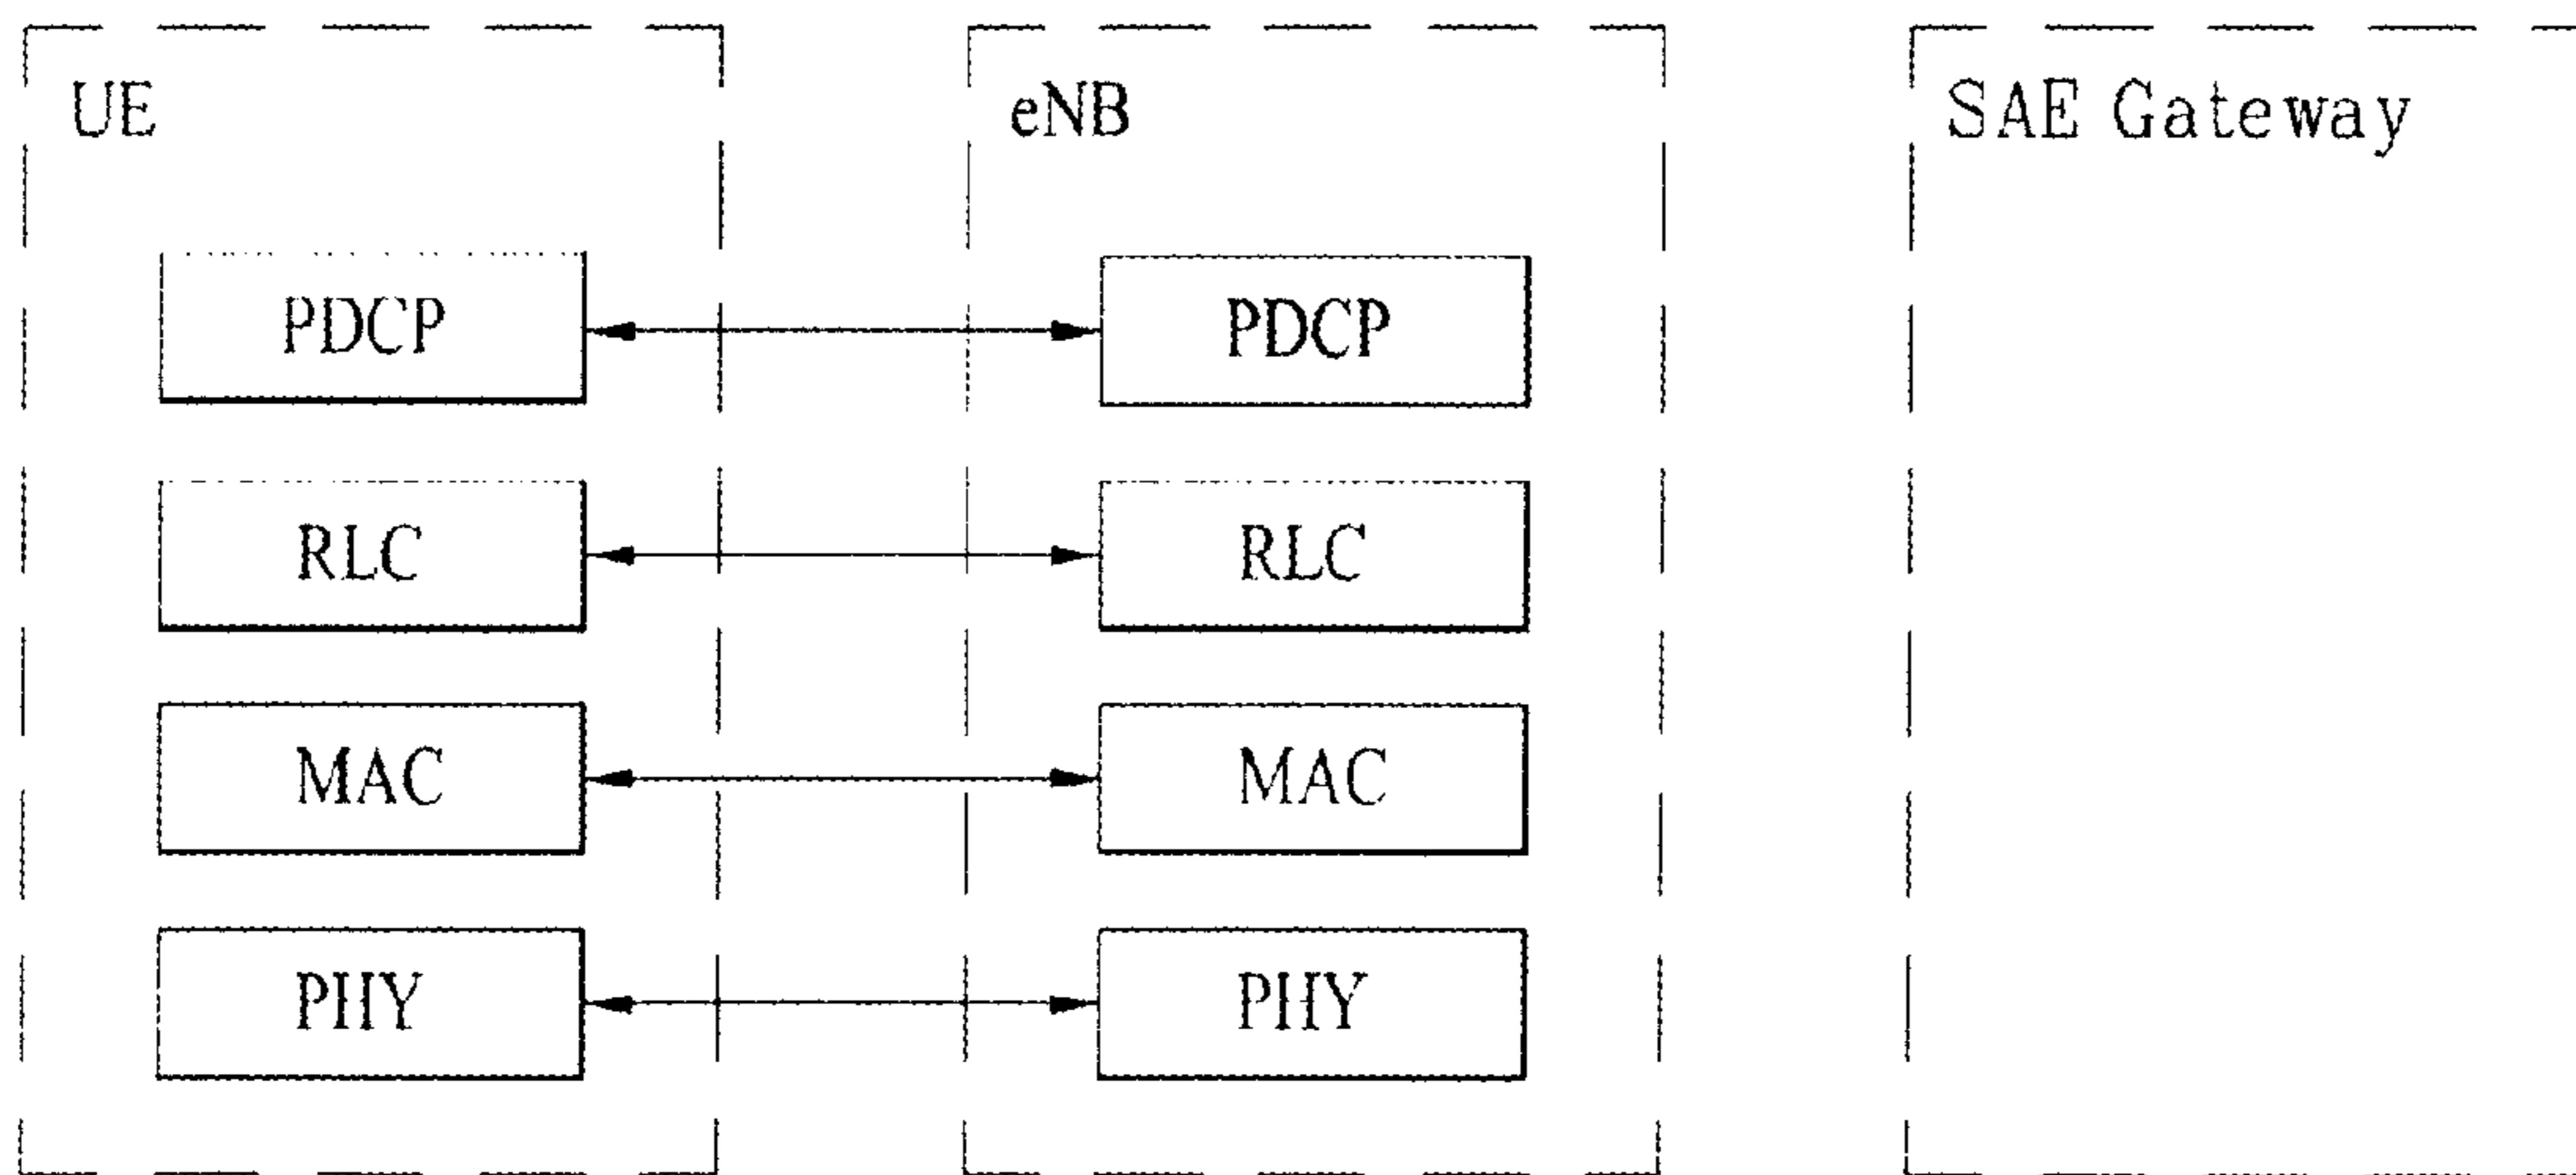 UE
eNB
SAE Gateway
PDCP
PDCP
RLC
RLC
MAC
MAC
PHY
PHY